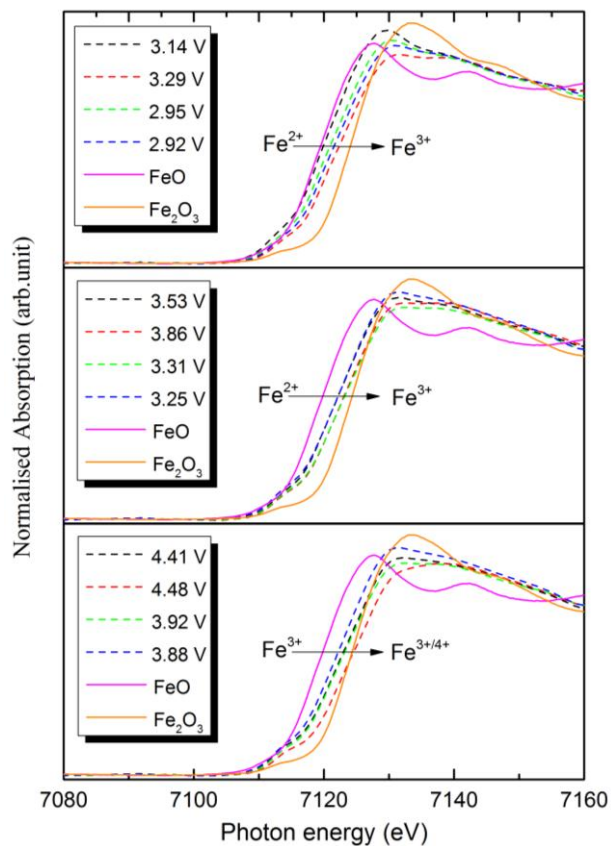 3.14 V
3.29 V
2.95 V
2.92 V
FeO
Fe₂O₃
Fe²⁺
Fe³⁺
3.53 V
3.86 V
3.31 V
3.25 V
FeO
Fe₂O₃
Fe²⁺
Fe³⁺
4.41 V
4.48 V
3.92 V
3.88 V
FeO
Fe₂O₃
Fe³⁺
Fe³⁺/⁴⁺
Normalised Absorption (arb.unit)
7080 7100 7120 7140 7160
Photon energy (eV)